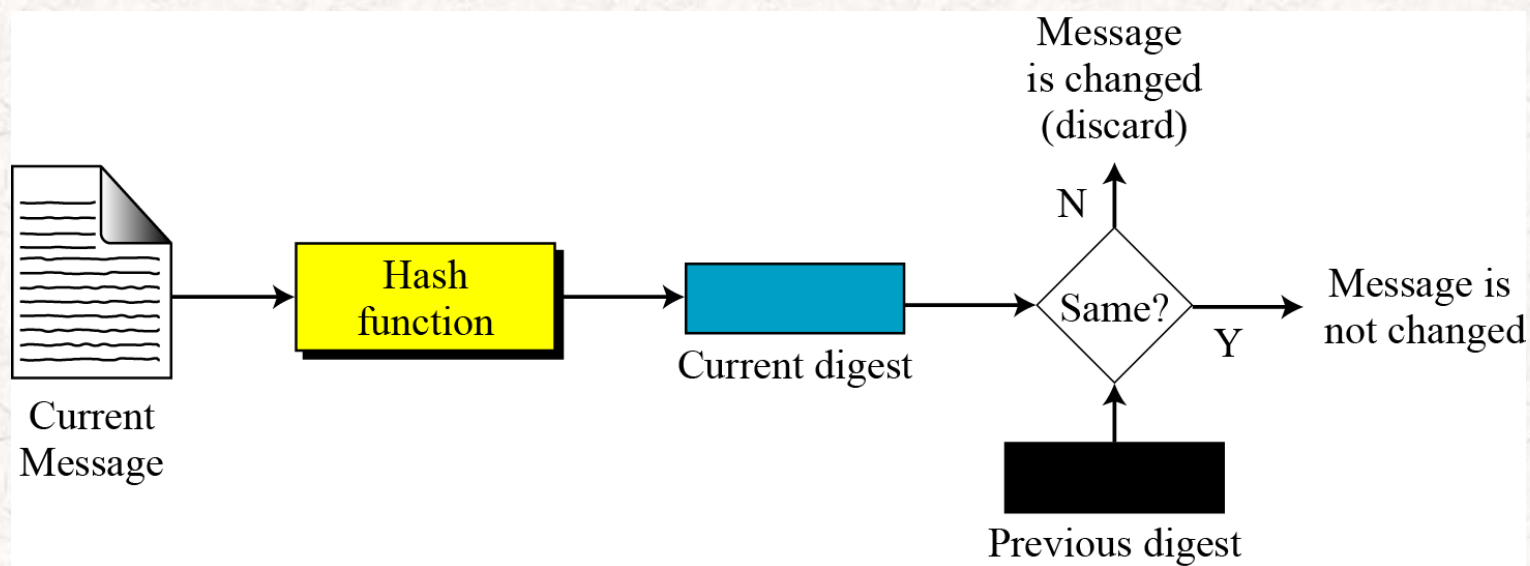 Message
is changed
(discard)
N
Hash
function
Same?
Y
Message is
not changed
Current digest
Current
Message
Previous digest